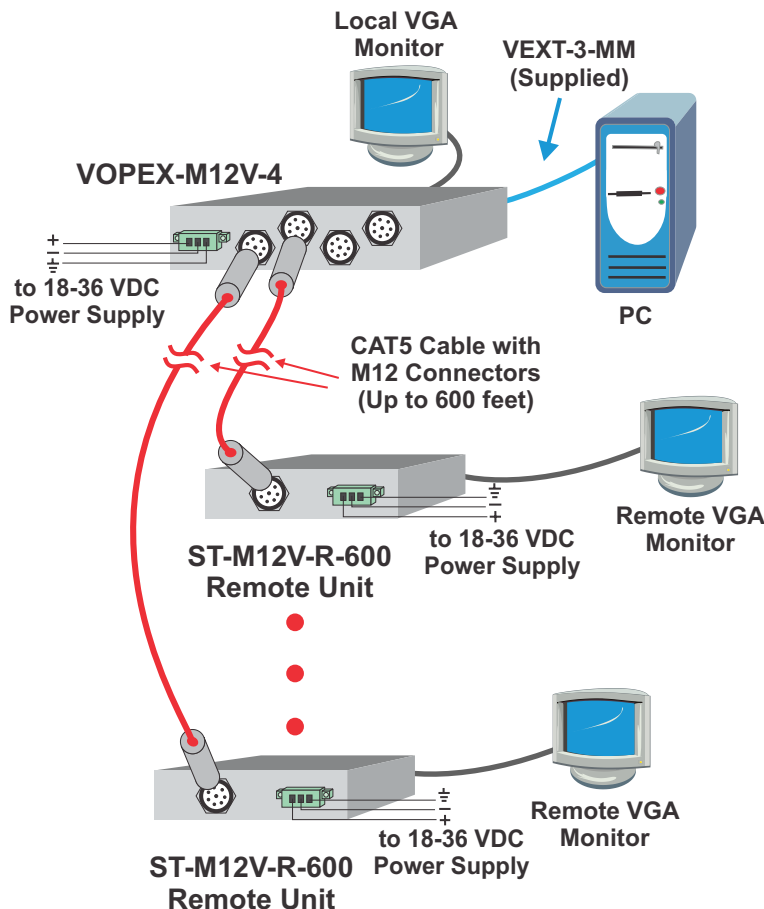 Local VGA
Monitor
VEXT-3-MM
(Supplied)
VOPEX-M12V-4
+
−
to 18-36 VDC
Power Supply
PC
CAT5 Cable with
M12 Connectors
(Up to 600 feet)
Remote VGA
Monitor
−
+
to 18-36 VDC
Power Supply
ST-M12V-R-600
Remote Unit
Remote VGA
Monitor
−
+
to 18-36 VDC
Power Supply
ST-M12V-R-600
Remote Unit